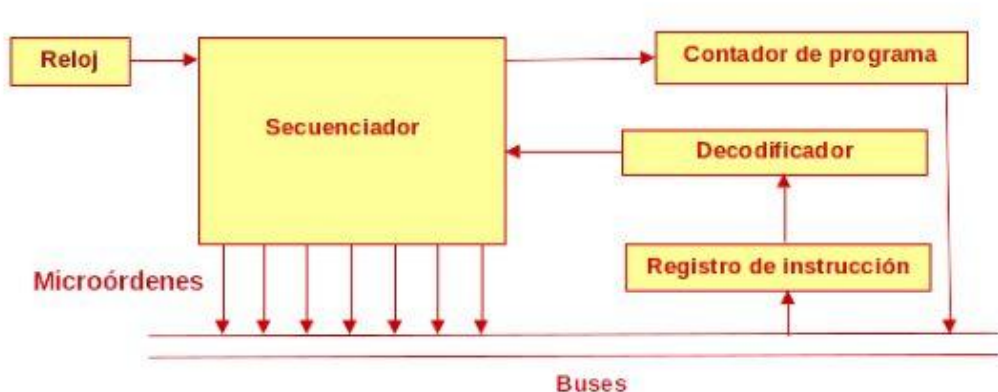 Reloj
Contador de programa
Secuenciador
Decodificador
Registro de instrucción
Microórdenes
Buses